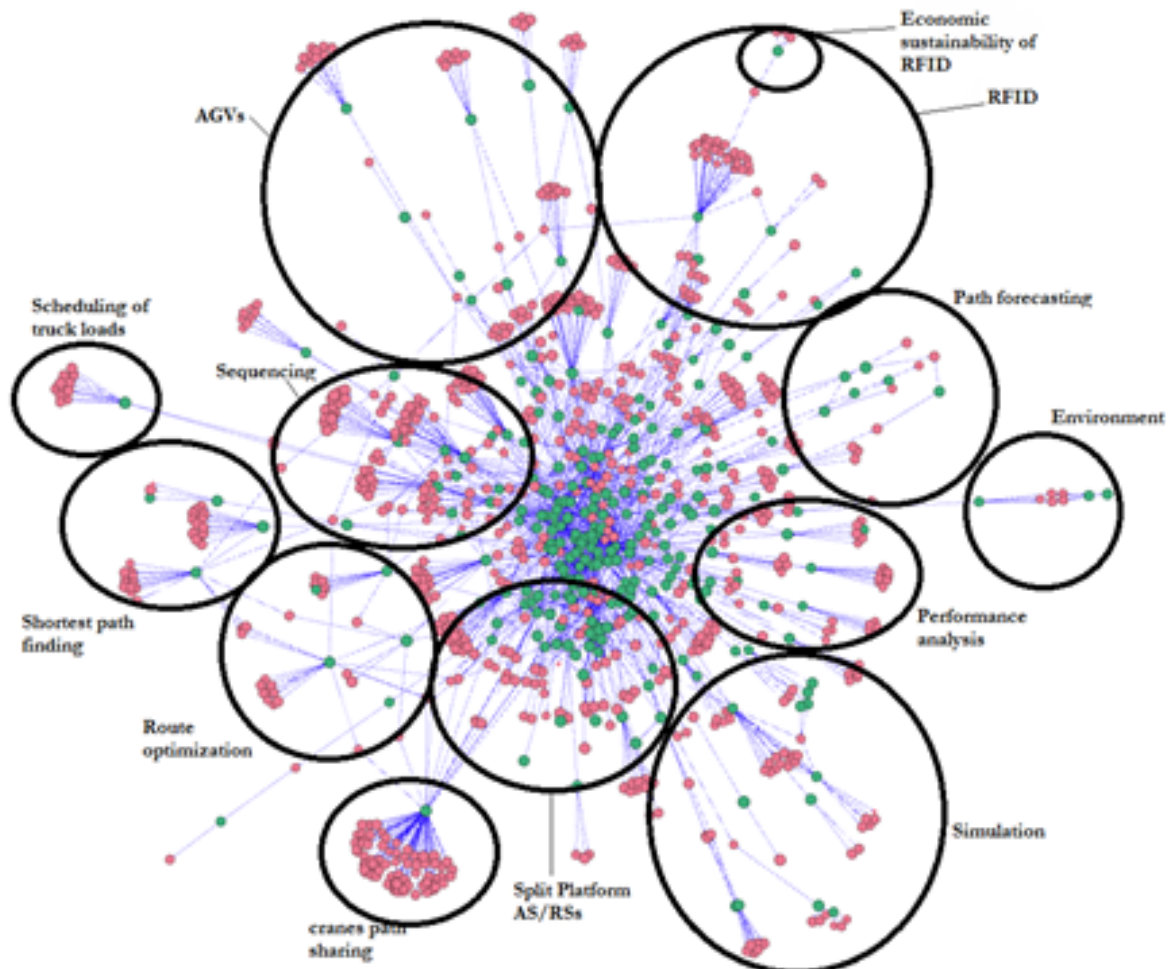 Economic
sustainability of
RFID
RFID
AGVs
Path forecasting
Scheduling of
truck loads
Sequencing
Environment
Shortest path
finding
Performance
analysis
Route
optimization
Simulation
Split Platform
AS/RSs
cranes path
sharing